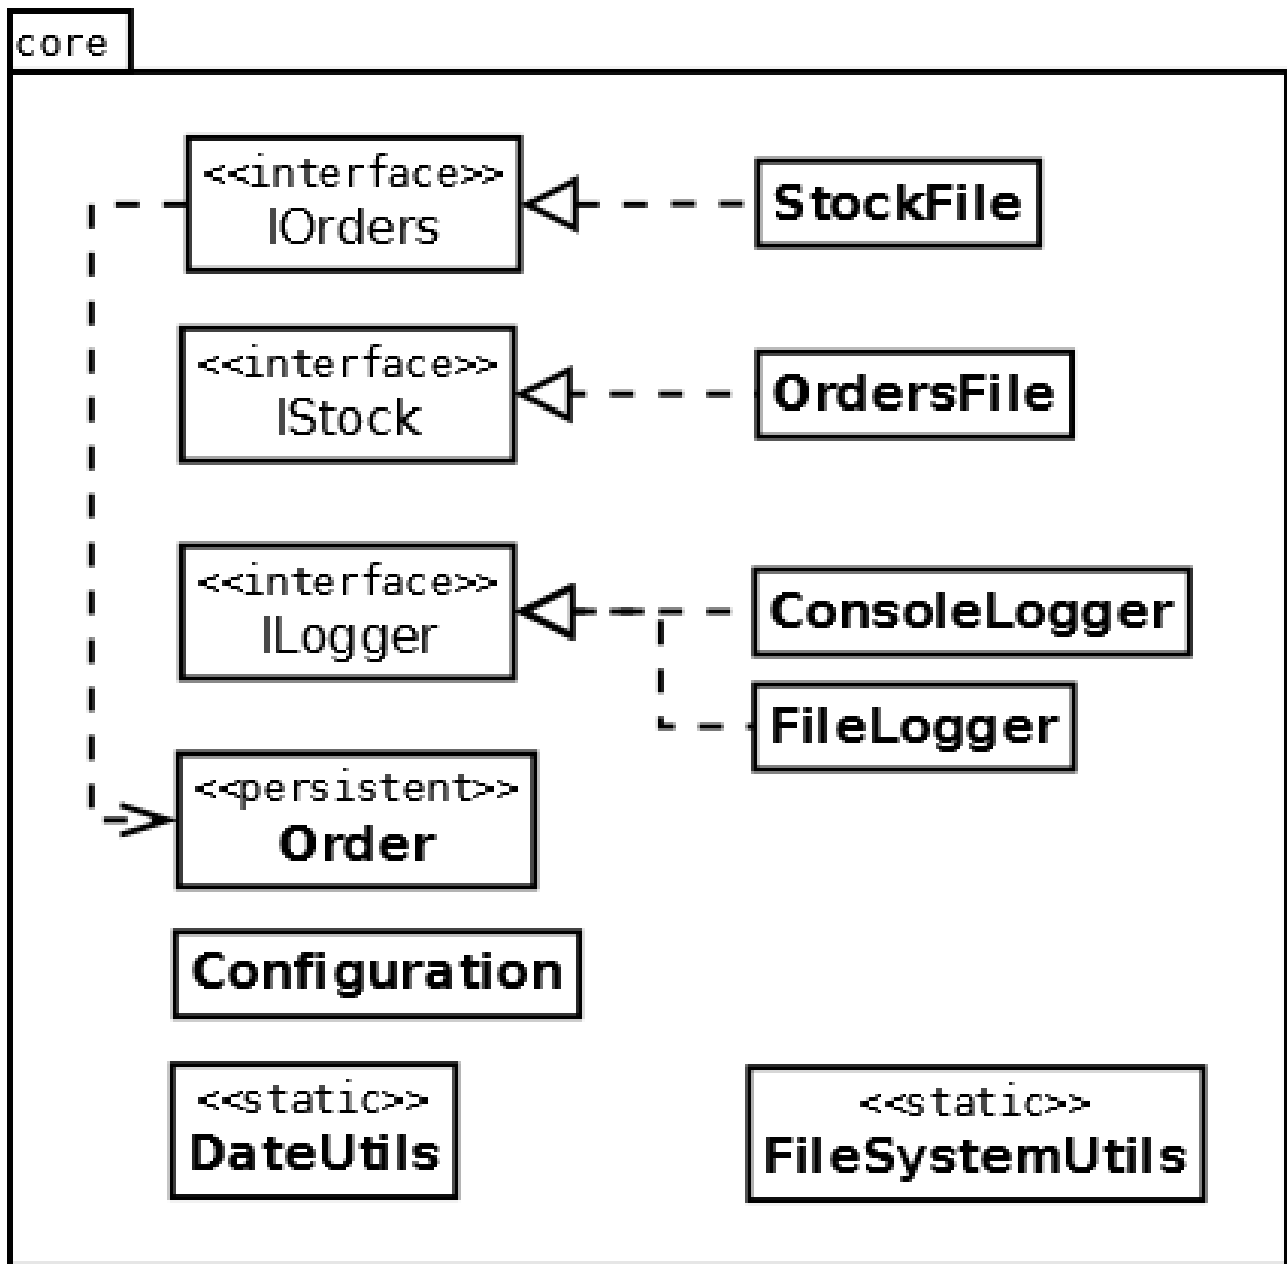 core
<<interface>>
IOrders
StockFile
<<interface>>
IStock
OrdersFile
<<interface>>
ILogger
ConsoleLogger
FileLogger
<<persistent>>
Order
Configuration
<<static>>
DateUtils
<<static>>
FileSystemUtils